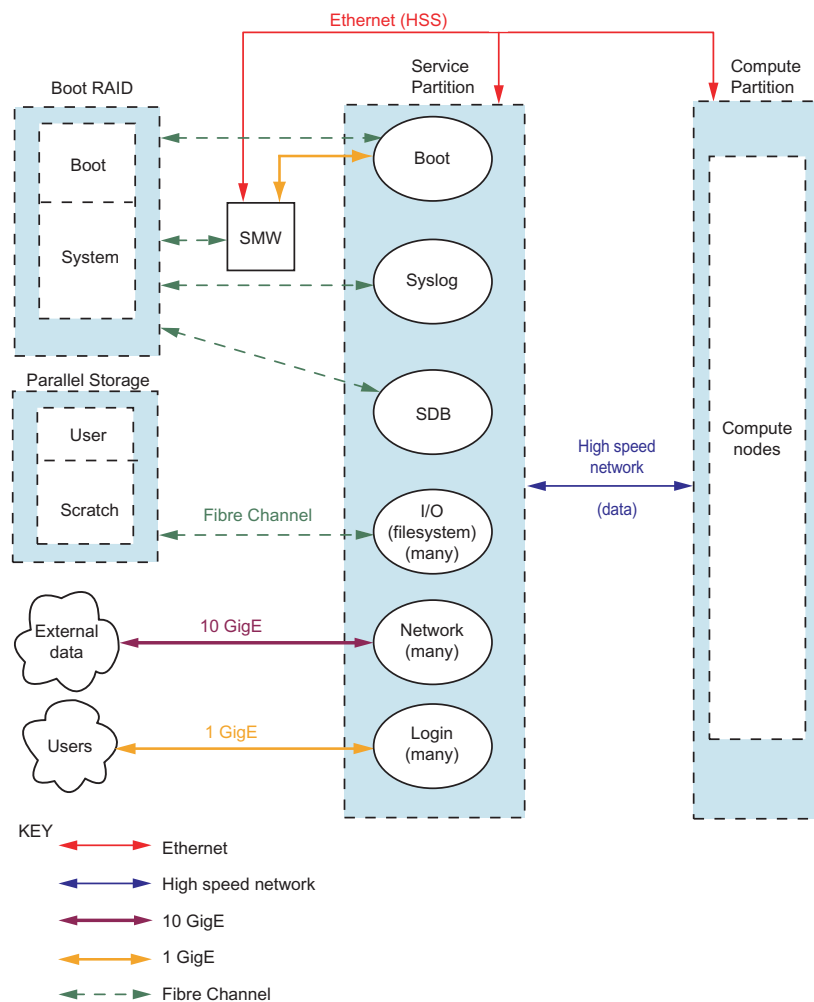 Ethernet (HSS)
Boot RAID
Service
Partition
Compute
Partition
Boot
System
SMW
Boot
Syslog
SDB
Parallel Storage
User
Scratch
Fibre Channel
I/O
(filesystem)
(many)
High speed
network
(data)
Compute
nodes
External
data
10 GigE
Network
(many)
Users
1 GigE
Login
(many)
KEY
Ethernet
High speed network
10 GigE
1 GigE
Fibre Channel